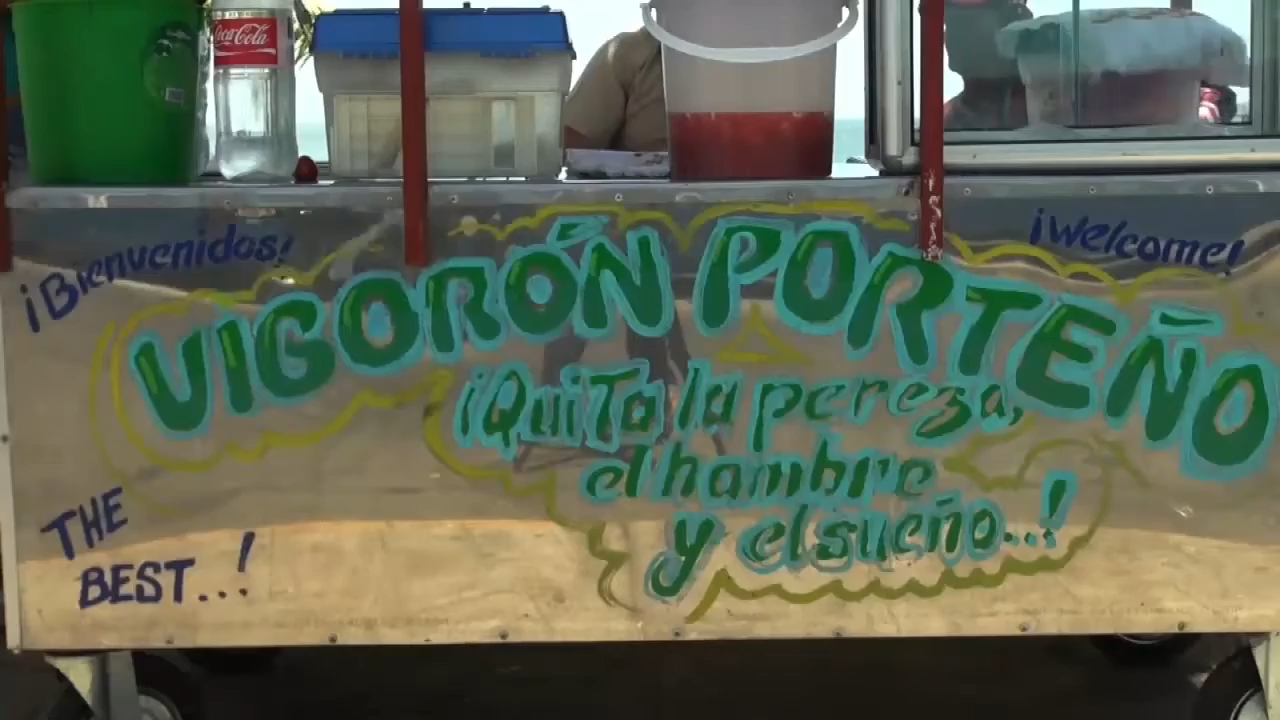 Coca-Cola
¡Bienvenidos!
¡Welcome!
VIGORÓN PORTEÑO
¡QuiTa la pereza,
el hambre
y el sueño...!
THE
BEST...!